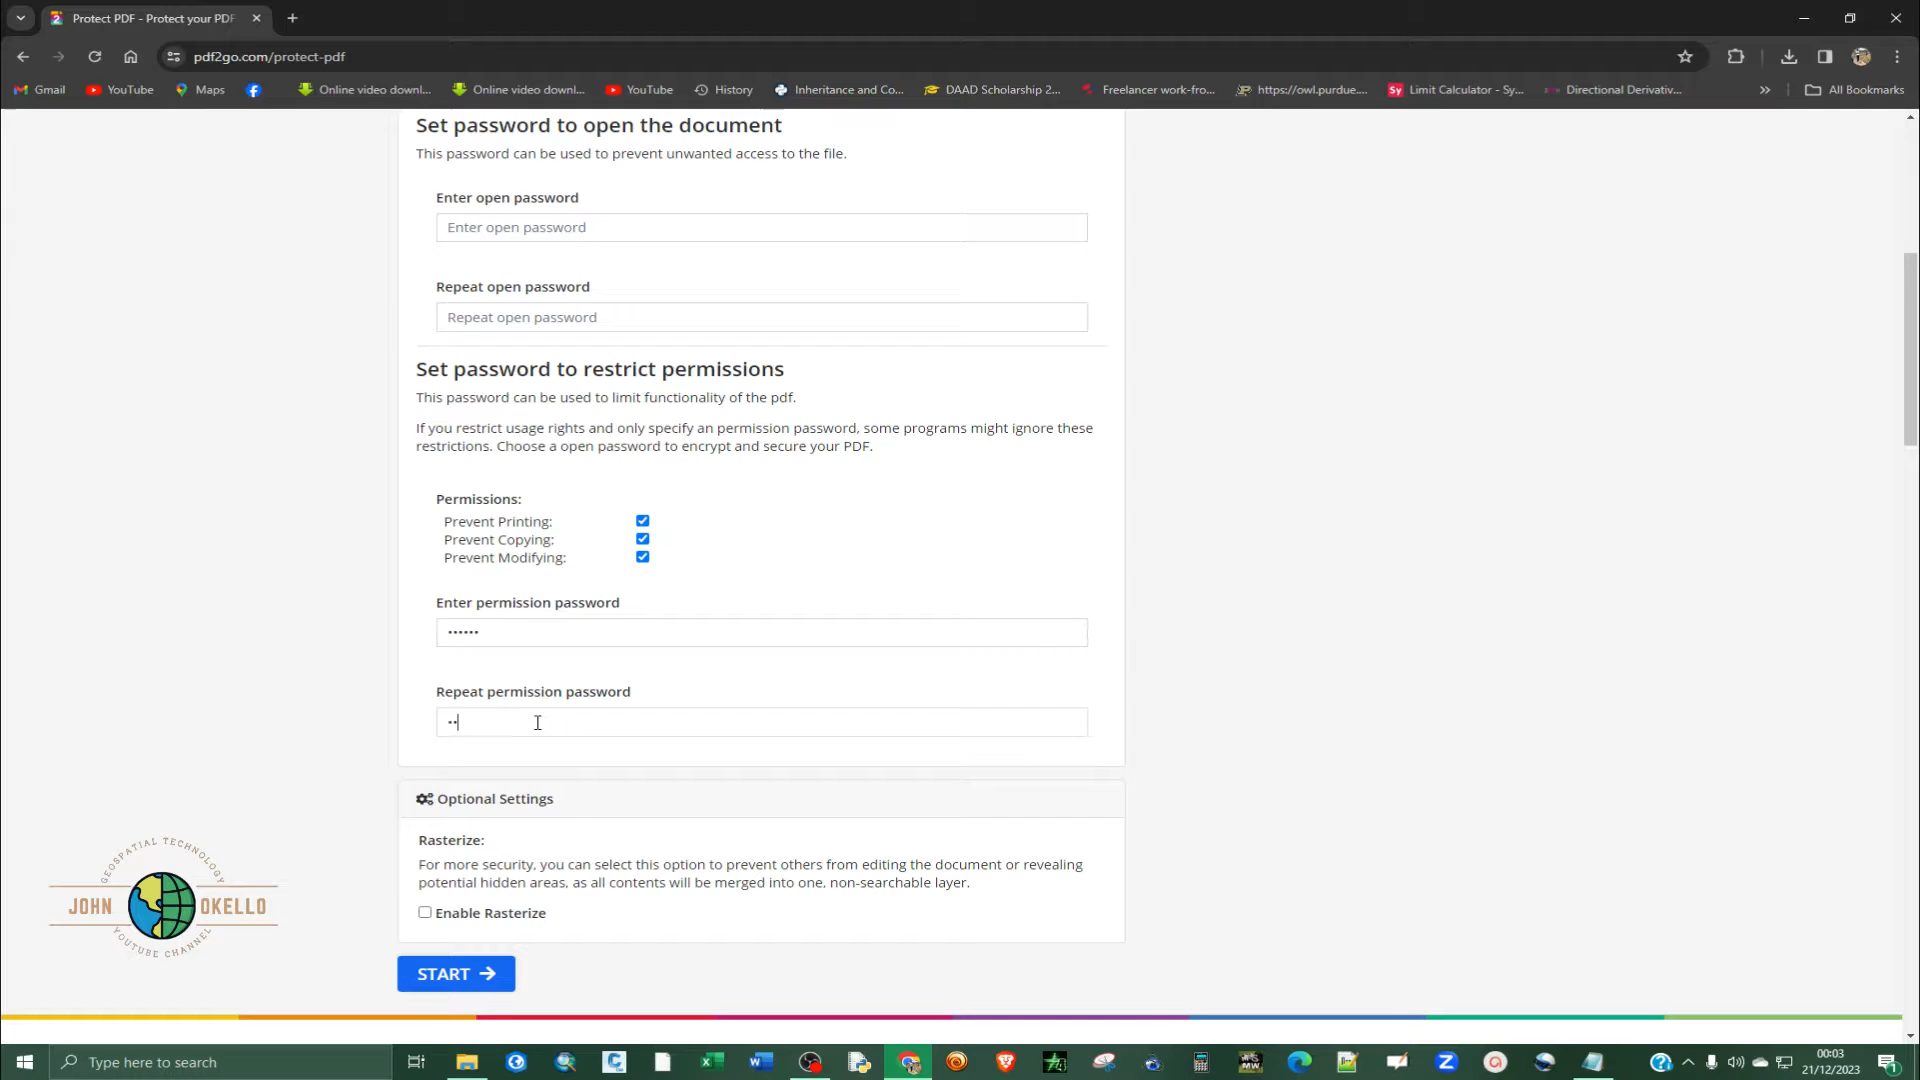 Protect PDF - Protect your PDF
pdf2go.com/protect-pdf
Gmail
YouTube
Maps
Online video downl...
Online video downl...
YouTube
History
Inheritance and Co...
DAAD Scholarship 2...
Freelancer work-fro...
https://owl.purdue....
Sy Limit Calculator - Sy...
Directional Derivativ...
All Bookmarks
Set password to open the document
This password can be used to prevent unwanted access to the file.
Enter open password
Enter open password
Repeat open password
Repeat open password
Set password to restrict permissions
This password can be used to limit functionality of the pdf.
If you restrict usage rights and only specify an permission password, some programs might ignore these
restrictions. Choose a open password to encrypt and secure your PDF.
Permissions:
Prevent Printing:
Prevent Copying:
Prevent Modifying:
Enter permission password
••••••
Repeat permission password
••
Optional Settings
Rasterize:
For more security, you can select this option to prevent others from editing the document or revealing
potential hidden areas, as all contents will be merged into one, non-searchable layer.
Enable Rasterize
START
GEOSPATIAL TECHNOLOGY
JOHN OKELLO
YOUTUBE CHANNEL
Type here to search
00:03
21/12/2023